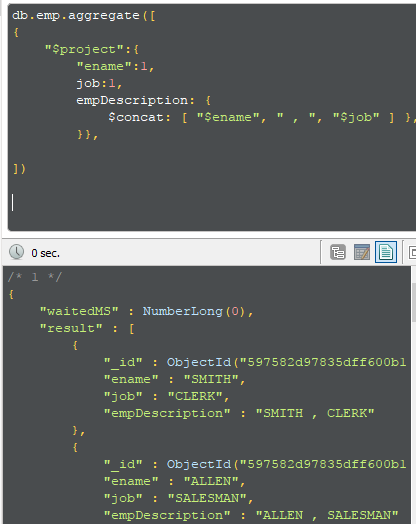 db.emp.aggregate([
{
    "$project":{
        "ename":1,
        job:1,
        empDescription: {
            $concat: [ "$ename", " , ", "$job" ] },
        }},
])
0 sec.
/* 1 */
{
    "waitedMS" : NumberLong(0),
    "result" : [
        {
            "_id" : ObjectId("597582d97835dff600b1
            "ename" : "SMITH",
            "job" : "CLERK",
            "empDescription" : "SMITH , CLERK"
        },
        {
            "_id" : ObjectId("597582d97835dff600b1
            "ename" : "ALLEN",
            "job" : "SALESMAN",
            "empDescription" : "ALLEN , SALESMAN"